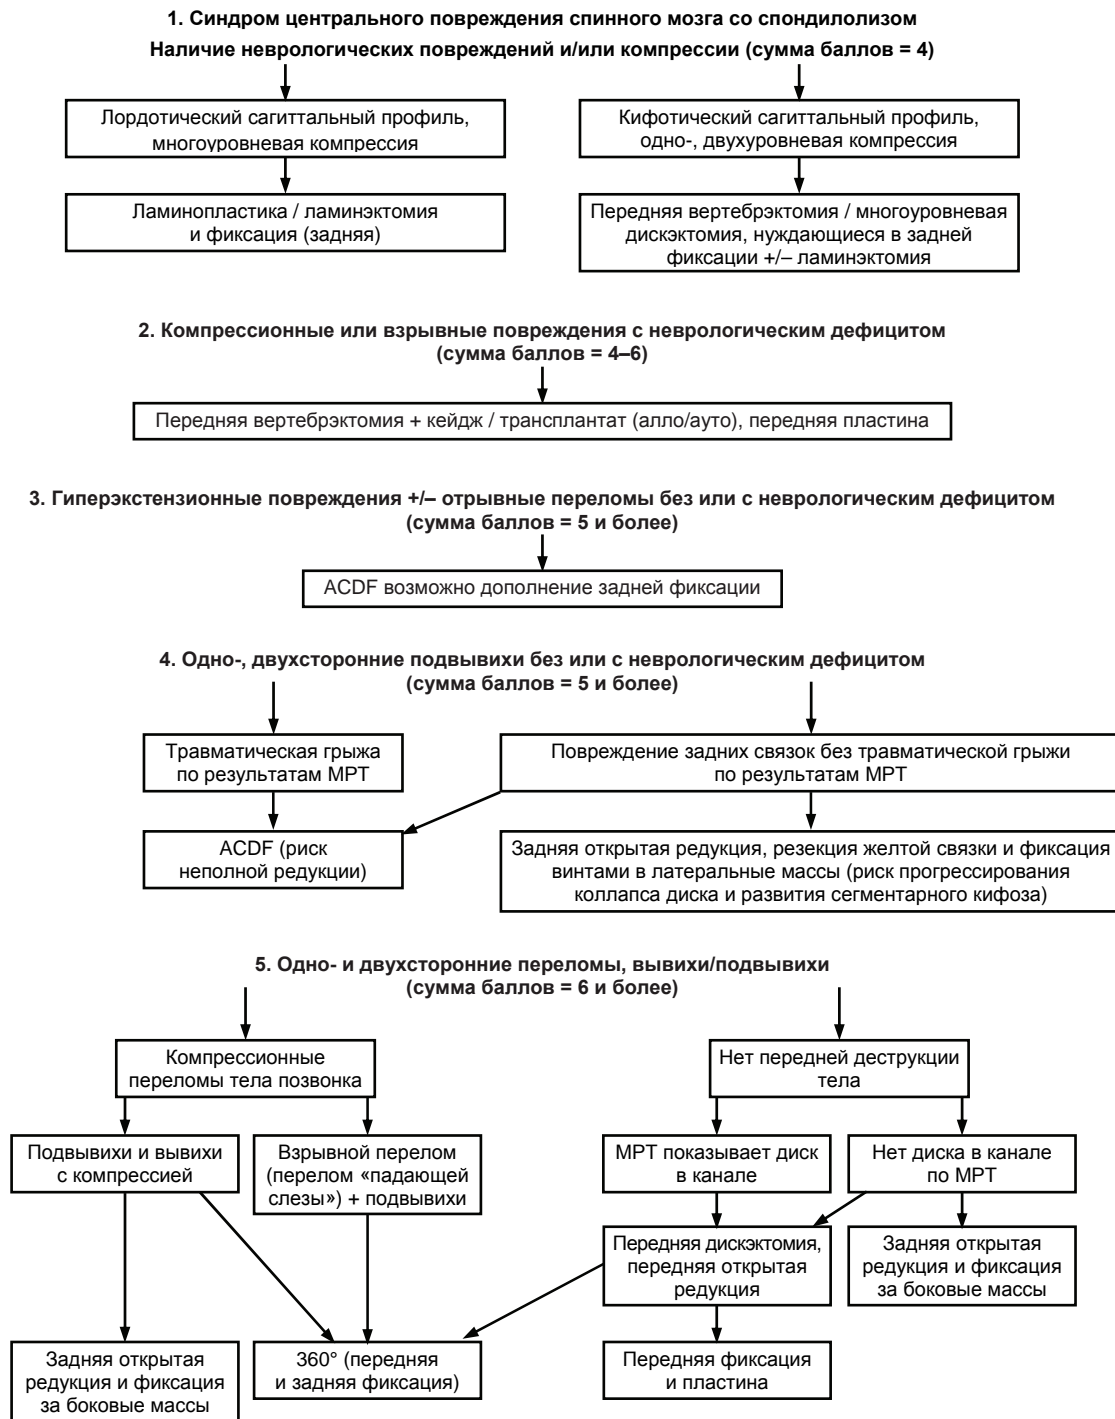 1. Синдром центрального повреждения спинного мозга со спондилолизом
Наличие неврологических повреждений и/или компрессии (сумма баллов = 4)
Лордотический сагиттальный профиль,
многоуровневая компрессия
Кифотический сагиттальный профиль,
одно-, двухуровневая компрессия
Ламинопластика / ламинэктомия
и фиксация (задняя)
Передняя вертебрэктомия / многоуровневая
дискэктомия, нуждающиеся в задней
фиксации +/– ламинэктомия
2. Компрессионные или взрывные повреждения с неврологическим дефицитом
(сумма баллов = 4–6)
Передняя вертебрэктомия + кейдж / трансплантат (алло/ауто), передняя пластина
3. Гиперэкстензионные повреждения +/– отрывные переломы без или с неврологическим дефицитом
(сумма баллов = 5 и более)
ACDF возможно дополнение задней фиксации
4. Одно-, двухсторонние подвывихи без или с неврологическим дефицитом
(сумма баллов = 5 и более)
Травматическая грыжа
по результатам МРТ
Повреждение задних связок без травматической грыжи
по результатам МРТ
ACDF (риск
неполной редукции)
Задняя открытая редукция, резекция желтой связки и фиксация
винтами в латеральные массы (риск прогрессирования
коллапса диска и развития сегментарного кифоза)
5. Одно- и двухсторонние переломы, вывихи/подвывихи
(сумма баллов = 6 и более)
Компрессионные
переломы тела позвонка
Нет передней деструкции
тела
Подвывихи и вывихи
с компрессией
Взрывной перелом
(перелом «падающей
слезы») + подвывихи
МРТ показывает диск
в канале
Нет диска в канале
по МРТ
Передняя дискэктомия,
передняя открытая
редукция
Задняя открытая
редукция и фиксация
за боковые массы
Задняя открытая
редукция и фиксация
за боковые массы
360° (передняя
и задняя фиксация)
Передняя фиксация
и пластина